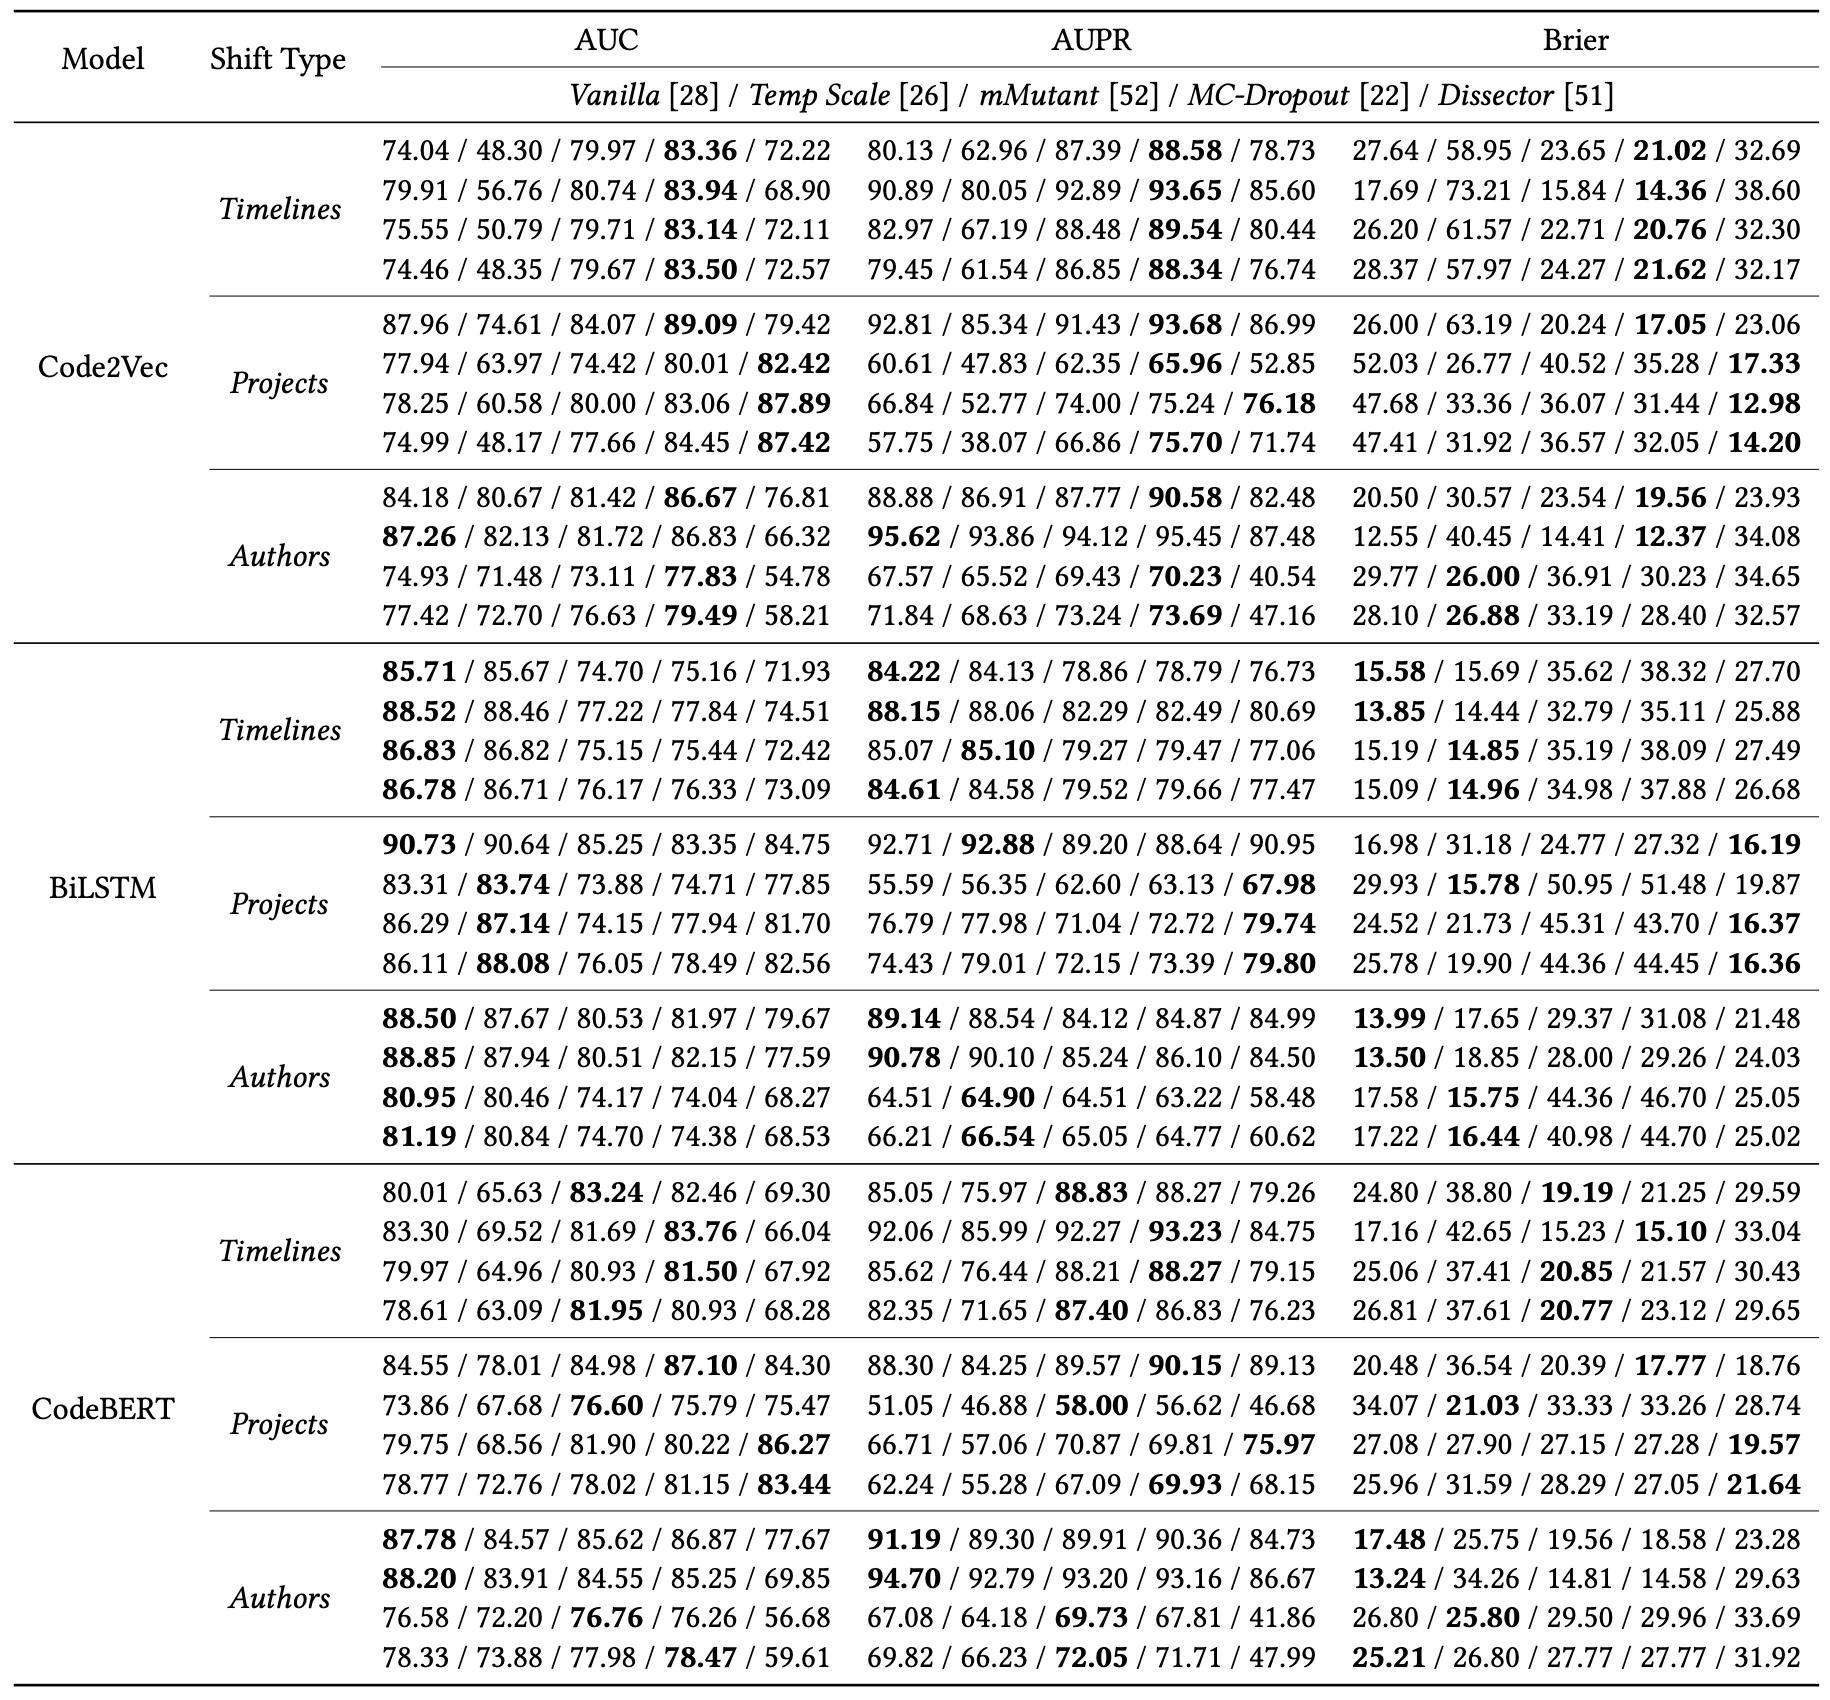 Model Shift Type AUC AUPR Brier
Vanilla [28] / Temp Scale [26] / mMutant [52] / MC-Dropout [22] / Dissector [51]
Code2Vec
Timelines
74.04 / 48.30 / 79.97 / 83.36 / 72.22 80.13 / 62.96 / 87.39 / 88.58 / 78.73 27.64 / 58.95 / 23.65 / 21.02 / 32.69
79.91 / 56.76 / 80.74 / 83.94 / 68.90 90.89 / 80.05 / 92.89 / 93.65 / 85.60 17.69 / 73.21 / 15.84 / 14.36 / 38.60
75.55 / 50.79 / 79.71 / 83.14 / 72.11 82.97 / 67.19 / 88.48 / 89.54 / 80.44 26.20 / 61.57 / 22.71 / 20.76 / 32.30
74.46 / 48.35 / 79.67 / 83.50 / 72.57 79.45 / 61.54 / 86.85 / 88.34 / 76.74 28.37 / 57.97 / 24.27 / 21.62 / 32.17
Projects
87.96 / 74.61 / 84.07 / 89.09 / 79.42 92.81 / 85.34 / 91.43 / 93.68 / 86.99 26.00 / 63.19 / 20.24 / 17.05 / 23.06
77.94 / 63.97 / 74.42 / 80.01 / 82.42 60.61 / 47.83 / 62.35 / 65.96 / 52.85 52.03 / 26.77 / 40.52 / 35.28 / 17.33
78.25 / 60.58 / 80.00 / 83.06 / 87.89 66.84 / 52.77 / 74.00 / 75.24 / 76.18 47.68 / 33.36 / 36.07 / 31.44 / 12.98
74.99 / 48.17 / 77.66 / 84.45 / 87.42 57.75 / 38.07 / 66.86 / 75.70 / 71.74 47.41 / 31.92 / 36.57 / 32.05 / 14.20
Authors
84.18 / 80.67 / 81.42 / 86.67 / 76.81 88.88 / 86.91 / 87.77 / 90.58 / 82.48 20.50 / 30.57 / 23.54 / 19.56 / 23.93
87.26 / 82.13 / 81.72 / 86.83 / 66.32 95.62 / 93.86 / 94.12 / 95.45 / 87.48 12.55 / 40.45 / 14.41 / 12.37 / 34.08
74.93 / 71.48 / 73.11 / 77.83 / 54.78 67.57 / 65.52 / 69.43 / 70.23 / 40.54 29.77 / 26.00 / 36.91 / 30.23 / 34.65
77.42 / 72.70 / 76.63 / 79.49 / 58.21 71.84 / 68.63 / 73.24 / 73.69 / 47.16 28.10 / 26.88 / 33.19 / 28.40 / 32.57
BiLSTM
Timelines
85.71 / 85.67 / 74.70 / 75.16 / 71.93 84.22 / 84.13 / 78.86 / 78.79 / 76.73 15.58 / 15.69 / 35.62 / 38.32 / 27.70
88.52 / 88.46 / 77.22 / 77.84 / 74.51 88.15 / 88.06 / 82.29 / 82.49 / 80.69 13.85 / 14.44 / 32.79 / 35.11 / 25.88
86.83 / 86.82 / 75.15 / 75.44 / 72.42 85.07 / 85.10 / 79.27 / 79.47 / 77.06 15.19 / 14.85 / 35.19 / 38.09 / 27.49
86.78 / 86.71 / 76.17 / 76.33 / 73.09 84.61 / 84.58 / 79.52 / 79.66 / 77.47 15.09 / 14.96 / 34.98 / 37.88 / 26.68
Projects
90.73 / 90.64 / 85.25 / 83.35 / 84.75 92.71 / 92.88 / 89.20 / 88.64 / 90.95 16.98 / 31.18 / 24.77 / 27.32 / 16.19
83.31 / 83.74 / 73.88 / 74.71 / 77.85 55.59 / 56.35 / 62.60 / 63.13 / 67.98 29.93 / 15.78 / 50.95 / 51.48 / 19.87
86.29 / 87.14 / 74.15 / 77.94 / 81.70 76.79 / 77.98 / 71.04 / 72.72 / 79.74 24.52 / 21.73 / 45.31 / 43.70 / 16.37
86.11 / 88.08 / 76.05 / 78.49 / 82.56 74.43 / 79.01 / 72.15 / 73.39 / 79.80 25.78 / 19.90 / 44.36 / 44.45 / 16.36
Authors
88.50 / 87.67 / 80.53 / 81.97 / 79.67 89.14 / 88.54 / 84.12 / 84.87 / 84.99 13.99 / 17.65 / 29.37 / 31.08 / 21.48
88.85 / 87.94 / 80.51 / 82.15 / 77.59 90.78 / 90.10 / 85.24 / 86.10 / 84.50 13.50 / 18.85 / 28.00 / 29.26 / 24.03
80.95 / 80.46 / 74.17 / 74.04 / 68.27 64.51 / 64.90 / 64.51 / 63.22 / 58.48 17.58 / 15.75 / 44.36 / 46.70 / 25.05
81.19 / 80.84 / 74.70 / 74.38 / 68.53 66.21 / 66.54 / 65.05 / 64.77 / 60.62 17.22 / 16.44 / 40.98 / 44.70 / 25.02
CodeBERT
Timelines
80.01 / 65.63 / 83.24 / 82.46 / 69.30 85.05 / 75.97 / 88.83 / 88.27 / 79.26 24.80 / 38.80 / 19.19 / 21.25 / 29.59
83.30 / 69.52 / 81.69 / 83.76 / 66.04 92.06 / 85.99 / 92.27 / 93.23 / 84.75 17.16 / 42.65 / 15.23 / 15.10 / 33.04
79.97 / 64.96 / 80.93 / 81.50 / 67.92 85.62 / 76.44 / 88.21 / 88.27 / 79.15 25.06 / 37.41 / 20.85 / 21.57 / 30.43
78.61 / 63.09 / 81.95 / 80.93 / 68.28 82.35 / 71.65 / 87.40 / 86.83 / 76.23 26.81 / 37.61 / 20.77 / 23.12 / 29.65
Projects
84.55 / 78.01 / 84.98 / 87.10 / 84.30 88.30 / 84.25 / 89.57 / 90.15 / 89.13 20.48 / 36.54 / 20.39 / 17.77 / 18.76
73.86 / 67.68 / 76.60 / 75.79 / 75.47 51.05 / 46.88 / 58.00 / 56.62 / 46.68 34.07 / 21.03 / 33.33 / 33.26 / 28.74
79.75 / 68.56 / 81.90 / 80.22 / 86.27 66.71 / 57.06 / 70.87 / 69.81 / 75.97 27.08 / 27.90 / 27.15 / 27.28 / 19.57
78.77 / 72.76 / 78.02 / 81.15 / 83.44 62.24 / 55.28 / 67.09 / 69.93 / 68.15 25.96 / 31.59 / 28.29 / 27.05 / 21.64
Authors
87.78 / 84.57 / 85.62 / 86.87 / 77.67 91.19 / 89.30 / 89.91 / 90.36 / 84.73 17.48 / 25.75 / 19.56 / 18.58 / 23.28
88.20 / 83.91 / 84.55 / 85.25 / 69.85 94.70 / 92.79 / 93.20 / 93.16 / 86.67 13.24 / 34.26 / 14.81 / 14.58 / 29.63
76.58 / 72.20 / 76.76 / 76.26 / 56.68 67.08 / 64.18 / 69.73 / 67.81 / 41.86 26.80 / 25.80 / 29.50 / 29.96 / 33.69
78.33 / 73.88 / 77.98 / 78.47 / 59.61 69.82 / 66.23 / 72.05 / 71.71 / 47.99 25.21 / 26.80 / 27.77 / 27.77 / 31.92